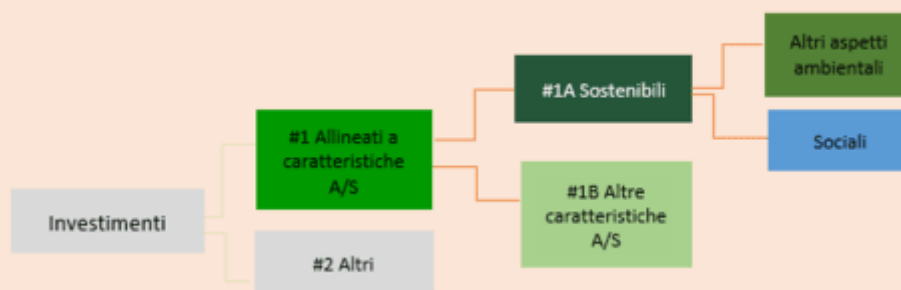 Investimenti
#1 Allineati a
caratteristiche
A/S
#2 Altri
#1A Sostenibili
#1B Altre
caratteristiche
A/S
Altri aspetti
ambientali
Sociali